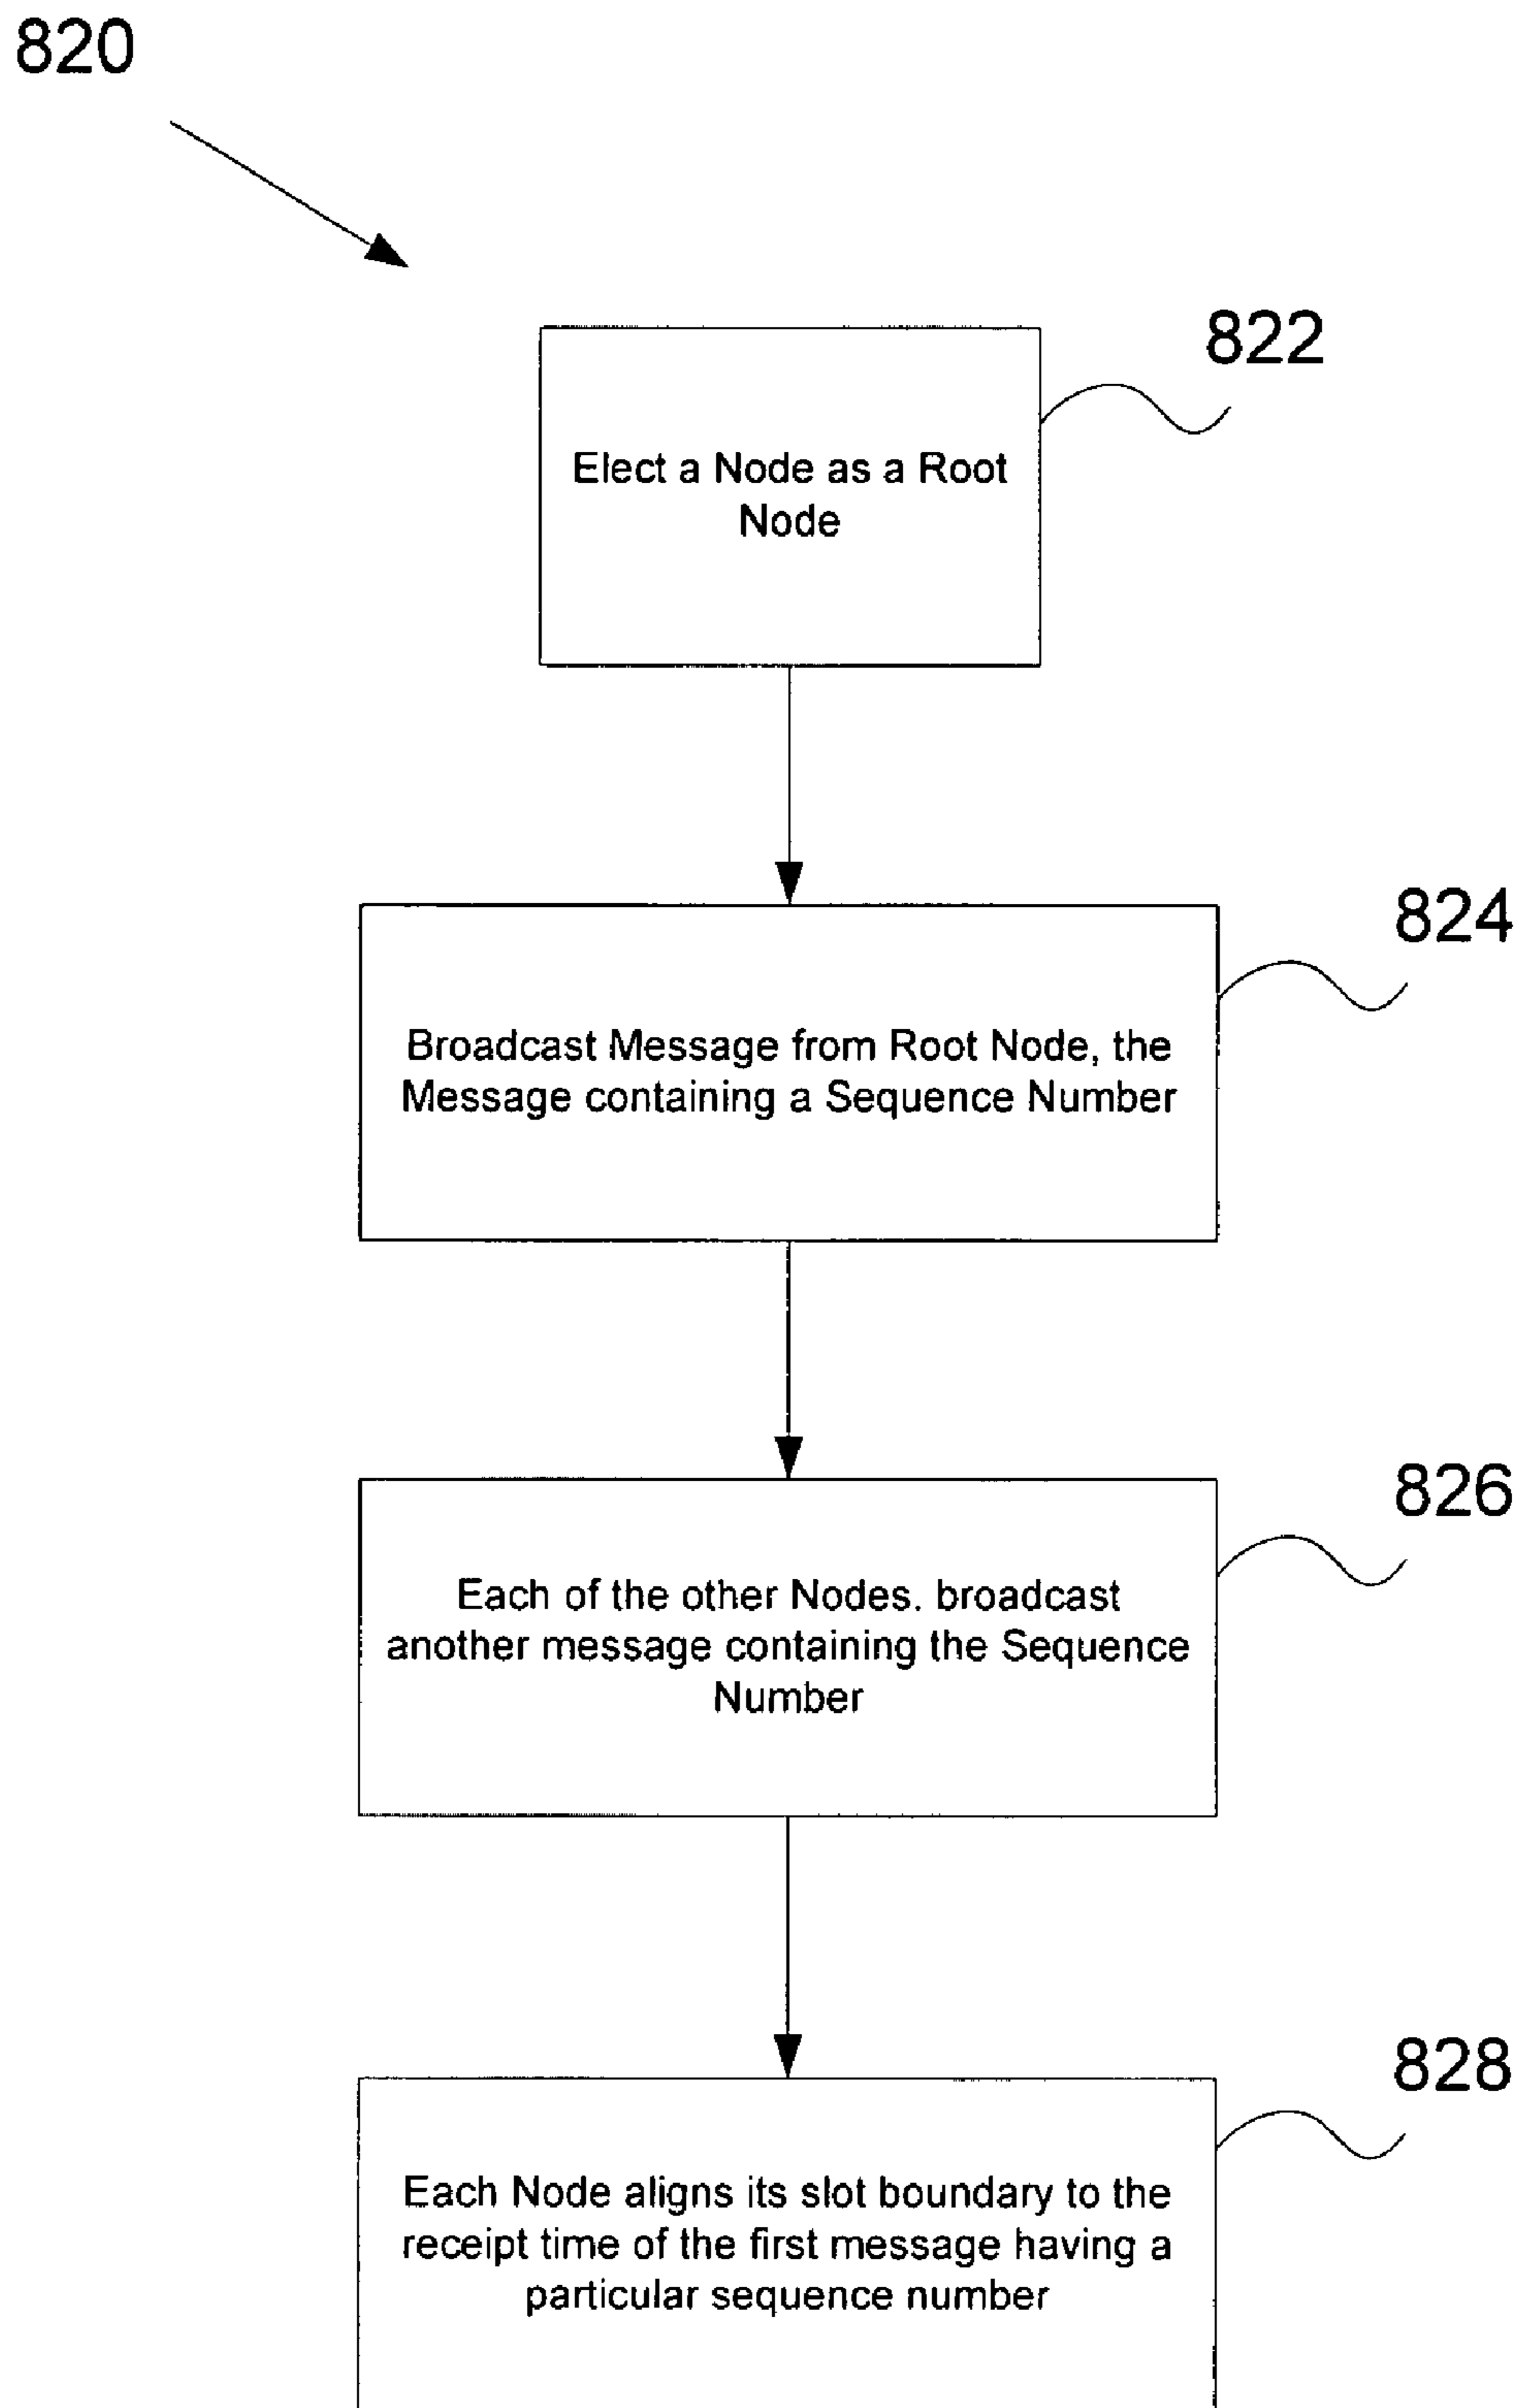 820
822
Elect a Node as a Root
Node
824
Broadcast Message from Root Node, the
Message containing a Sequence Number
826
Each of the other Nodes. broadcast
another message containing the Sequence
Number
828
Each Node aligns its slot boundary to the
receipt time of the first message having a
particular sequence number